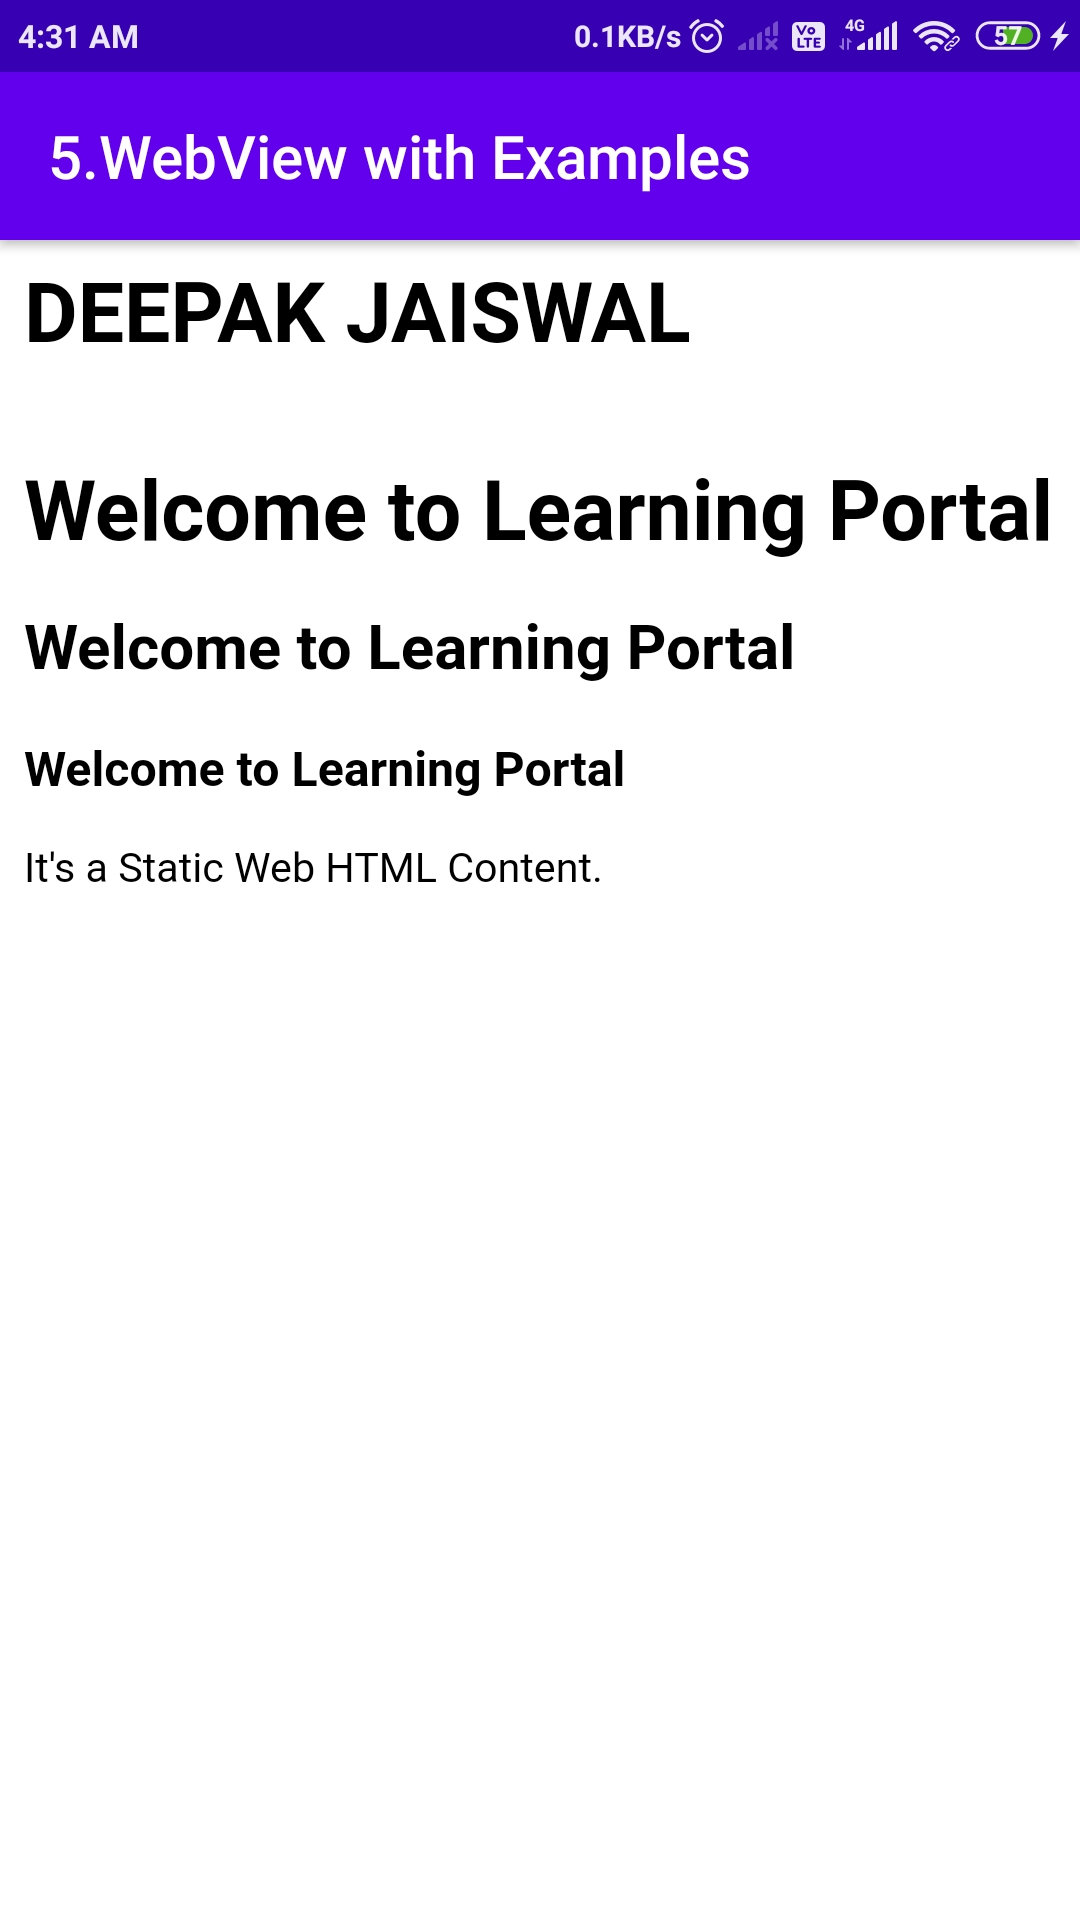 4:31 AM 0.1KB/s Vo LTE 4G 57
5.WebView with Examples
DEEPAK JAISWAL
Welcome to Learning Portal
Welcome to Learning Portal
Welcome to Learning Portal
It's a Static Web HTML Content.